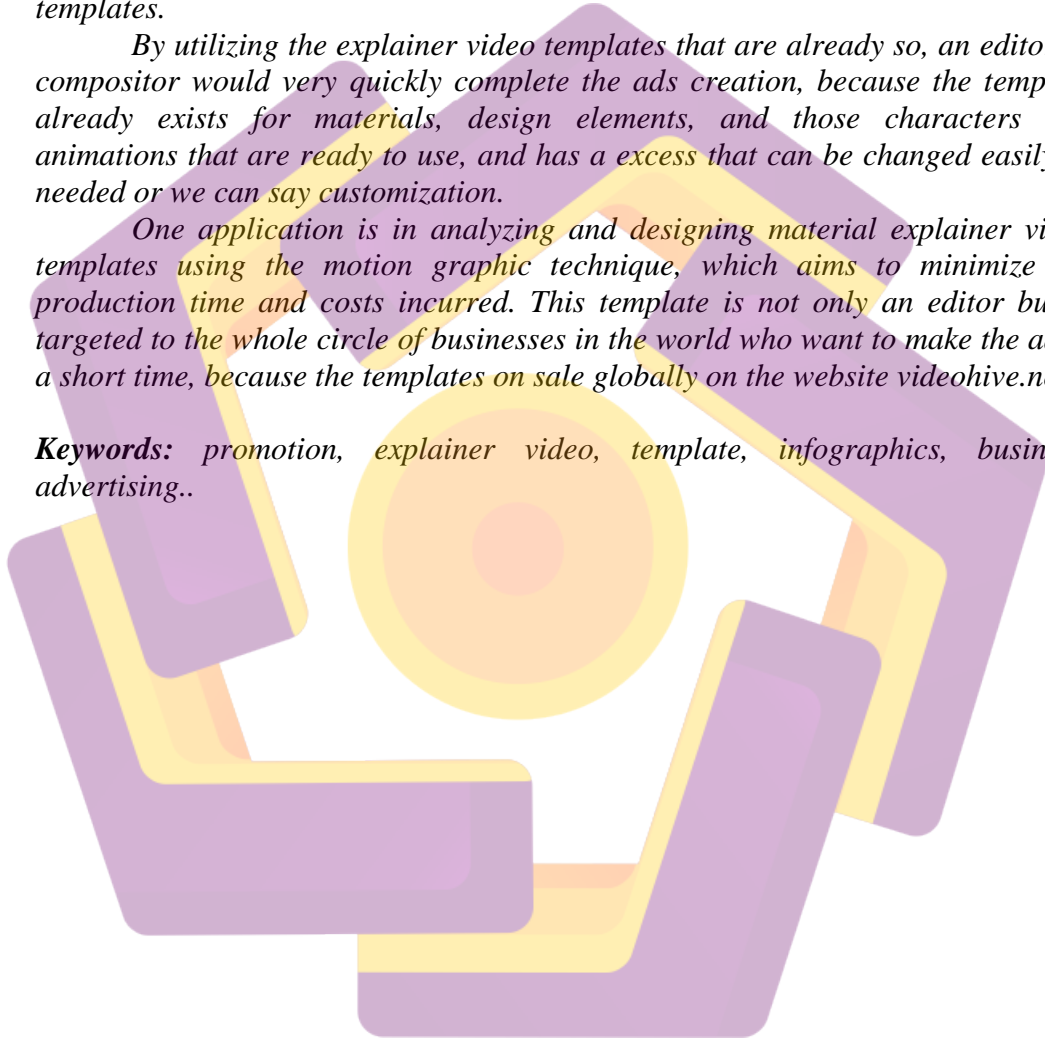 templates.
By utilizing the explainer video templates that are already so, an edito
compositor would very quickly complete the ads creation, because the temp
already exists for materials, design elements, and those characters
animations that are ready to use, and has a excess that can be changed easily
needed or we can say customization.
One application is in analyzing and designing material explainer vi
templates using the motion graphic technique, which aims to minimize
production time and costs incurred. This template is not only an editor bu
targeted to the whole circle of businesses in the world who want to make the a
a short time, because the templates on sale globally on the website videohive.n
Keywords: promotion, explainer video, template, infographics, busin
advertising..